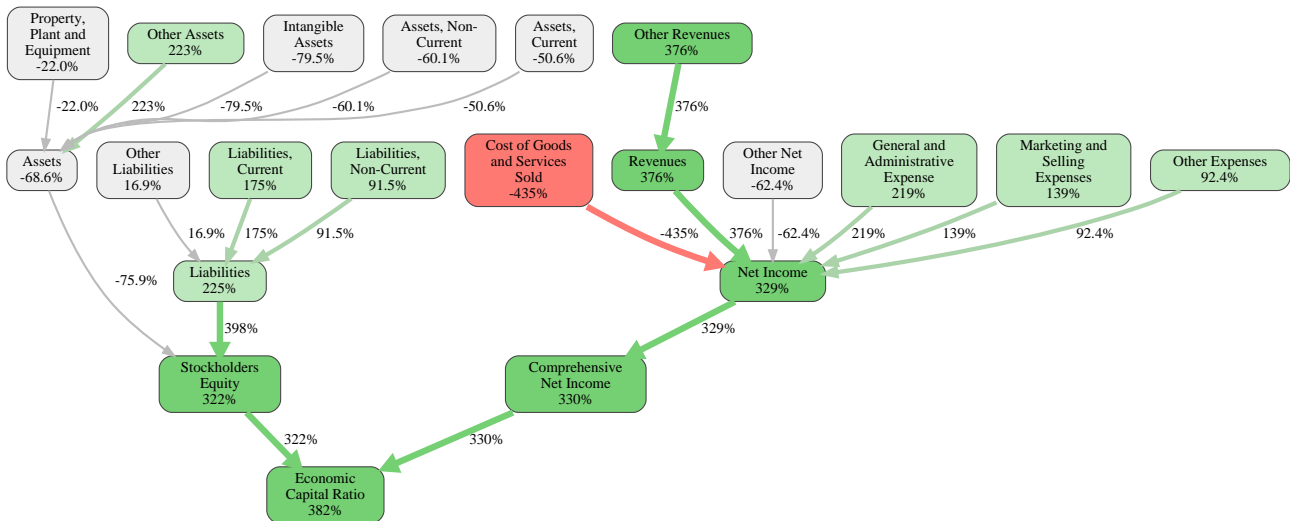 Property,
Plant and
Equipment
-22.0%
Other Assets
223%
Intangible
Assets
-79.5%
Assets, Non-
Current
-60.1%
Assets,
Current
-50.6%
Other Revenues
376%
-22.0%
223%
-79.5%
-60.1%
-50.6%
376%
Assets
-68.6%
Other
Liabilities
16.9%
Liabilities,
Current
175%
Liabilities,
Non-Current
91.5%
Cost of Goods
and Services
Sold
-435%
Revenues
376%
Other Net
Income
-62.4%
General and
Administrative
Expense
219%
Marketing and
Selling
Expenses
139%
Other Expenses
92.4%
16.9%
175%
91.5%
-435%
376%
-62.4%
219%
139%
92.4%
-75.9%
Liabilities
225%
Net Income
329%
398%
329%
Stockholders
Equity
322%
Comprehensive
Net Income
330%
322%
330%
Economic
Capital Ratio
382%